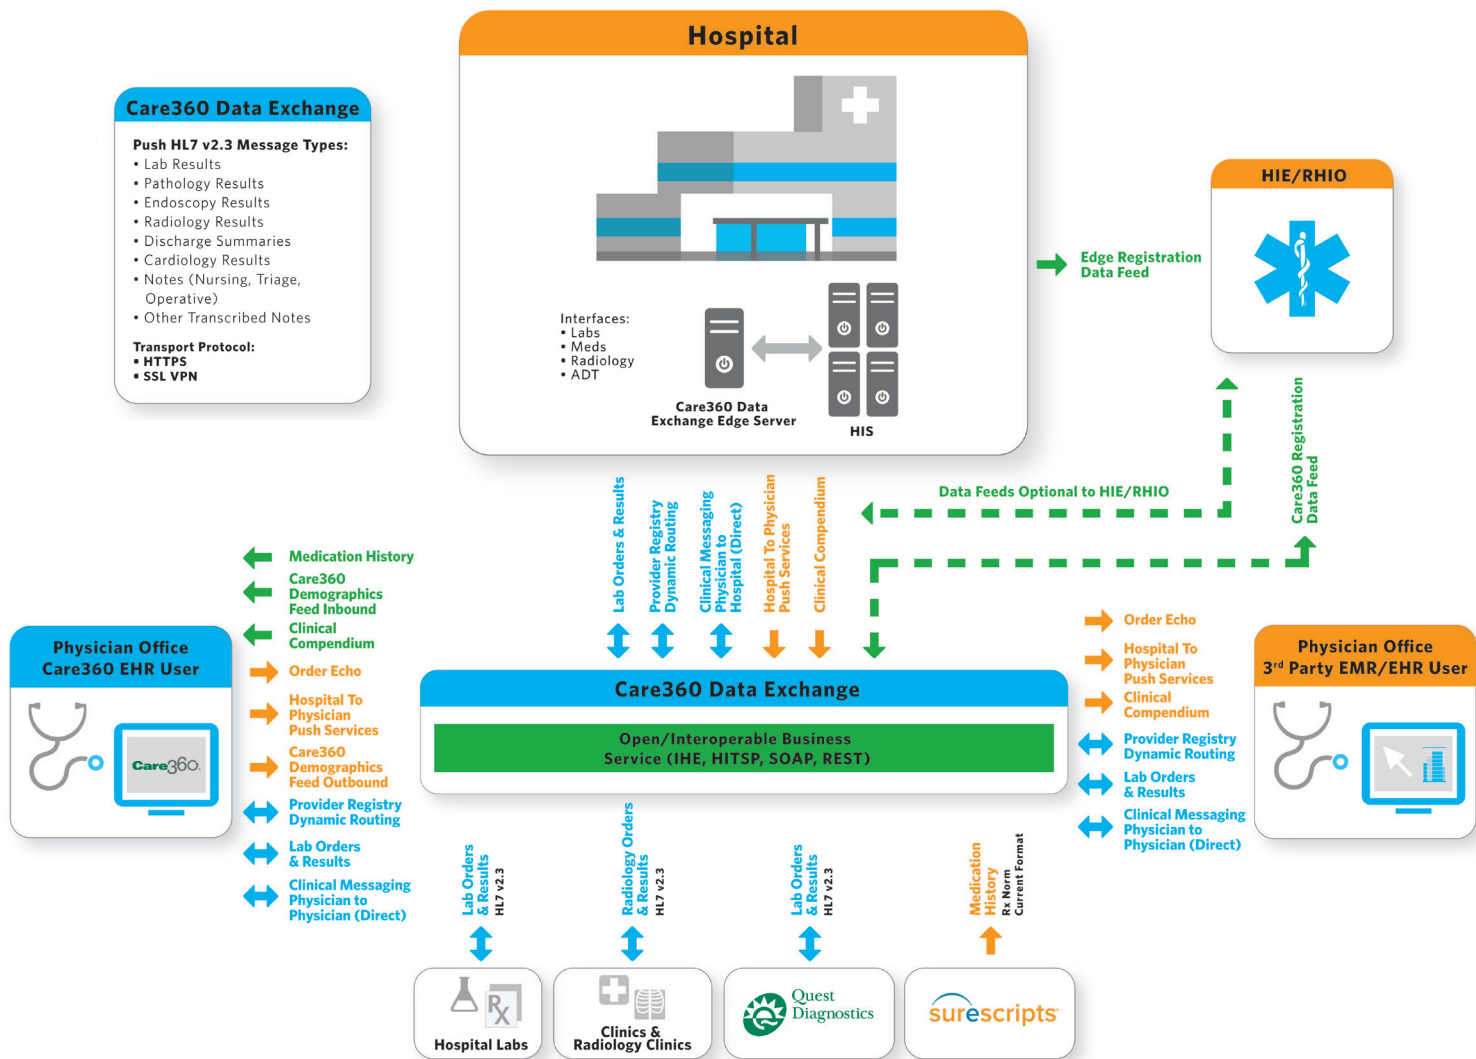 Hospital
Care360 Data Exchange
Push HL7 v2.3 Message Types:
• Lab Results
• Pathology Results
• Endoscopy Results
• Radiology Results
• Discharge Summaries
• Cardiology Results
• Notes (Nursing, Triage,
Operative)
• Other Transcribed Notes
Transport Protocol:
• HTTPS
• SSL VPN
Interfaces:
• Labs
• Meds
• Radiology
• ADT
Care360 Data
Exchange Edge Server
HIS
Edge Registration
Data Feed
HIE/RHIO
Care360 Registration
Data Feed
Data Feeds Optional to HIE/RHIO
Lab Orders & Results
Provider Registry
Dynamic Routing
Clinical Messaging
Physician to
Hospital (Direct)
Hospital To Physician
Push Services
Clinical Compendium
Medication History
Care360
Demographics
Feed Inbound
Clinical
Compendium
Order Echo
Hospital To
Physician
Push Services
Care360
Demographics
Feed Outbound
Provider Registry
Dynamic Routing
Lab Orders
& Results
Clinical Messaging
Physician to
Physician (Direct)
Physician Office
Care360 EHR User
Care360
Care360 Data Exchange
Open/Interoperable Business
Service (IHE, HITSP, SOAP, REST)
Order Echo
Hospital To
Physician
Push Services
Clinical
Compendium
Provider Registry
Dynamic Routing
Lab Orders
& Results
Clinical Messaging
Physician to
Physician (Direct)
Physician Office
3rd Party EMR/EHR User
Lab Orders
& Results
HL7 v2.3
Radiology Orders
& Results
HL7 v2.3
Lab Orders
& Results
HL7 v2.3
Medication
History
Rx Norm
Current Format
RX
Hospital Labs
Clinics &
Radiology Clinics
Quest
Diagnostics
surescripts